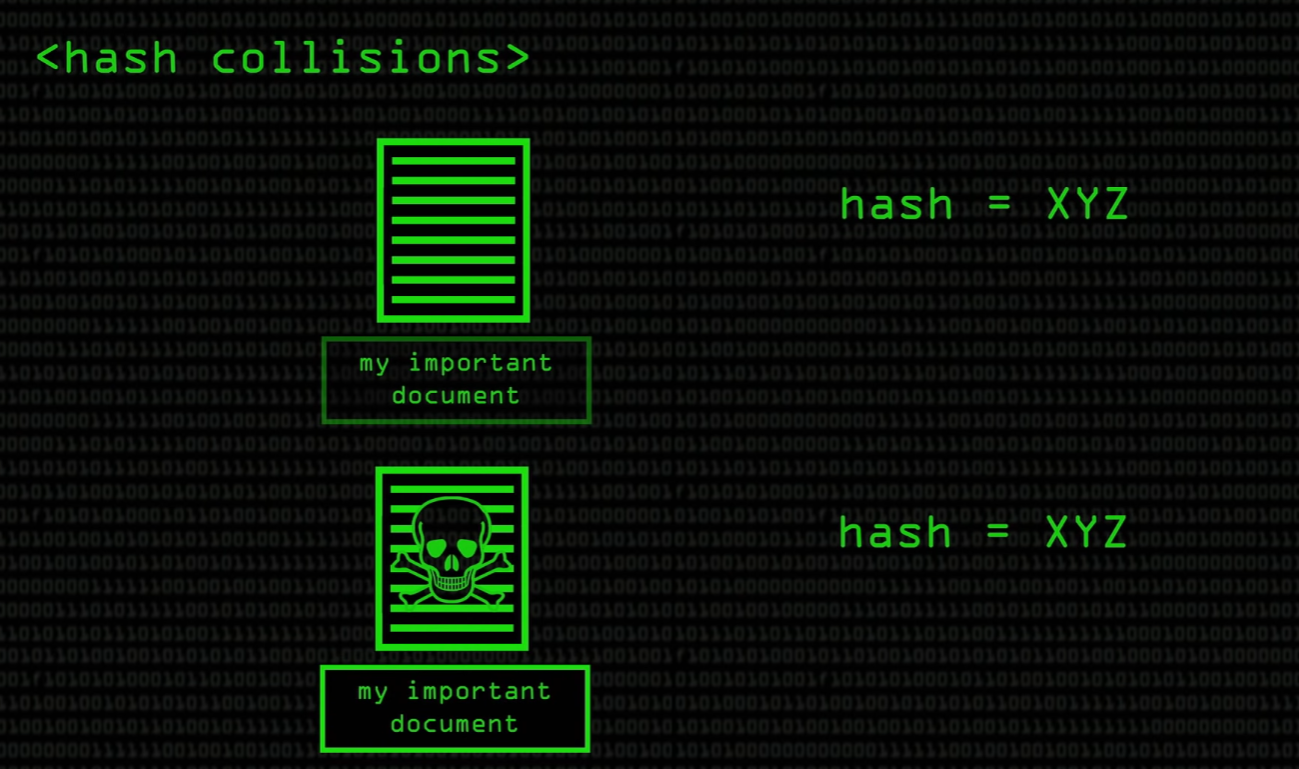 <hash collisions>
hash = XYZ
my important
document
hash = XYZ
my important
document